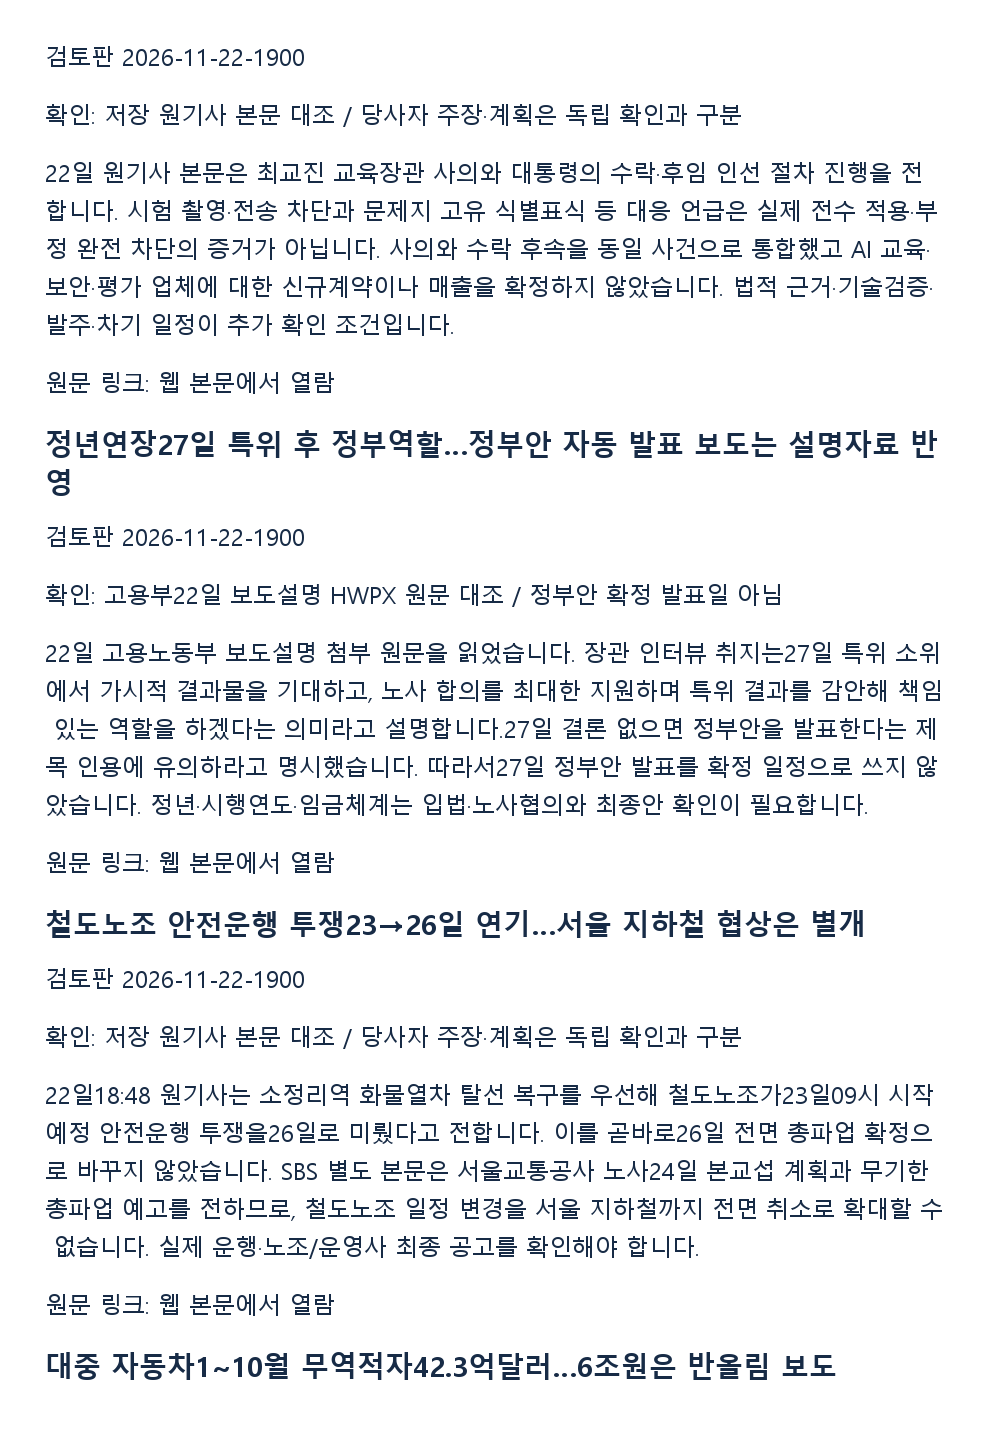 검토판 2026-11-22-1900
확인: 저장 원기사 본문 대조 / 당사자 주장·계획은 독립 확인과 구분
22일 원기사 본문은 최교진 교육장관 사의와 대통령의 수락·후임 인선 절차 진행을 전
합니다. 시험 촬영·전송 차단과 문제지 고유 식별표식 등 대응 언급은 실제 전수 적용·부
정 완전 차단의 증거가 아닙니다. 사의와 수락 후속을 동일 사건으로 통합했고 AI 교육·
보안·평가 업체에 대한 신규계약이나 매출을 확정하지 않았습니다. 법적 근거·기술검증·
발주·차기 일정이 추가 확인 조건입니다.
원문 링크: 웹 본문에서 열람
정년연장27일 특위 후 정부역할…정부안 자동 발표 보도는 설명자료 반
영
검토판 2026-11-22-1900
확인: 고용부22일 보도설명 HWPX 원문 대조 / 정부안 확정 발표일 아님
22일 고용노동부 보도설명 첨부 원문을 읽었습니다. 장관 인터뷰 취지는27일 특위 소위
에서 가시적 결과물을 기대하고, 노사 합의를 최대한 지원하며 특위 결과를 감안해 책임
있는 역할을 하겠다는 의미라고 설명합니다.27일 결론 없으면 정부안을 발표한다는 제
목 인용에 유의하라고 명시했습니다. 따라서27일 정부안 발표를 확정 일정으로 쓰지 않
았습니다. 정년·시행연도·임금체계는 입법·노사협의와 최종안 확인이 필요합니다.
원문 링크: 웹 본문에서 열람
철도노조 안전운행 투쟁23→26일 연기…서울 지하철 협상은 별개
검토판 2026-11-22-1900
확인: 저장 원기사 본문 대조 / 당사자 주장·계획은 독립 확인과 구분
22일18:48 원기사는 소정리역 화물열차 탈선 복구를 우선해 철도노조가23일09시 시작
예정 안전운행 투쟁을26일로 미뤘다고 전합니다. 이를 곧바로26일 전면 총파업 확정으
로 바꾸지 않았습니다. SBS 별도 본문은 서울교통공사 노사24일 본교섭 계획과 무기한
총파업 예고를 전하므로, 철도노조 일정 변경을 서울 지하철까지 전면 취소로 확대할 수
없습니다. 실제 운행·노조/운영사 최종 공고를 확인해야 합니다.
원문 링크: 웹 본문에서 열람
대중 자동차1~10월 무역적자42.3억달러…6조원은 반올림 보도